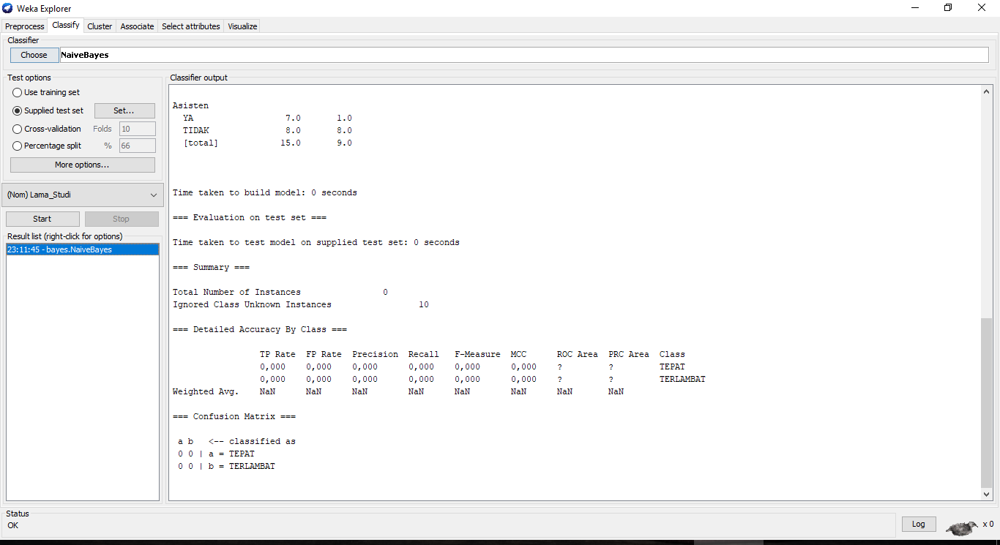 Weka Explorer
Preprocess Classify Cluster Associate Select attributes Visualize
Classifier
Choose NaiveBayes
Test options
Use training set
Supplied test set Set...
Cross-validation Folds 10
Percentage split % 66
More options...
(Nom) Lama_Studi
Start Stop
Result list (right-click for options)
23:11:45 - bayes.NaiveBayes
Classifier output
Asisten
YA 7.0 1.0
TIDAK 8.0 8.0
[total] 15.0 9.0
Time taken to build model: 0 seconds
=== Evaluation on test set ===
Time taken to test model on supplied test set: 0 seconds
=== Summary ===
Total Number of Instances 0
Ignored Class Unknown Instances 10
=== Detailed Accuracy By Class ===
TP Rate FP Rate Precision Recall F-Measure MCC ROC Area PRC Area Class
0,000 0,000 0,000 0,000 0,000 0,000 ? ? TEPAT
0,000 0,000 0,000 0,000 0,000 0,000 ? ? TERLAMBAT
Weighted Avg. NaN NaN NaN NaN NaN NaN NaN NaN
=== Confusion Matrix ===
a b <-- classified as
0 0 | a = TEPAT
0 0 | b = TERLAMBAT
Status
OK
Log x 0